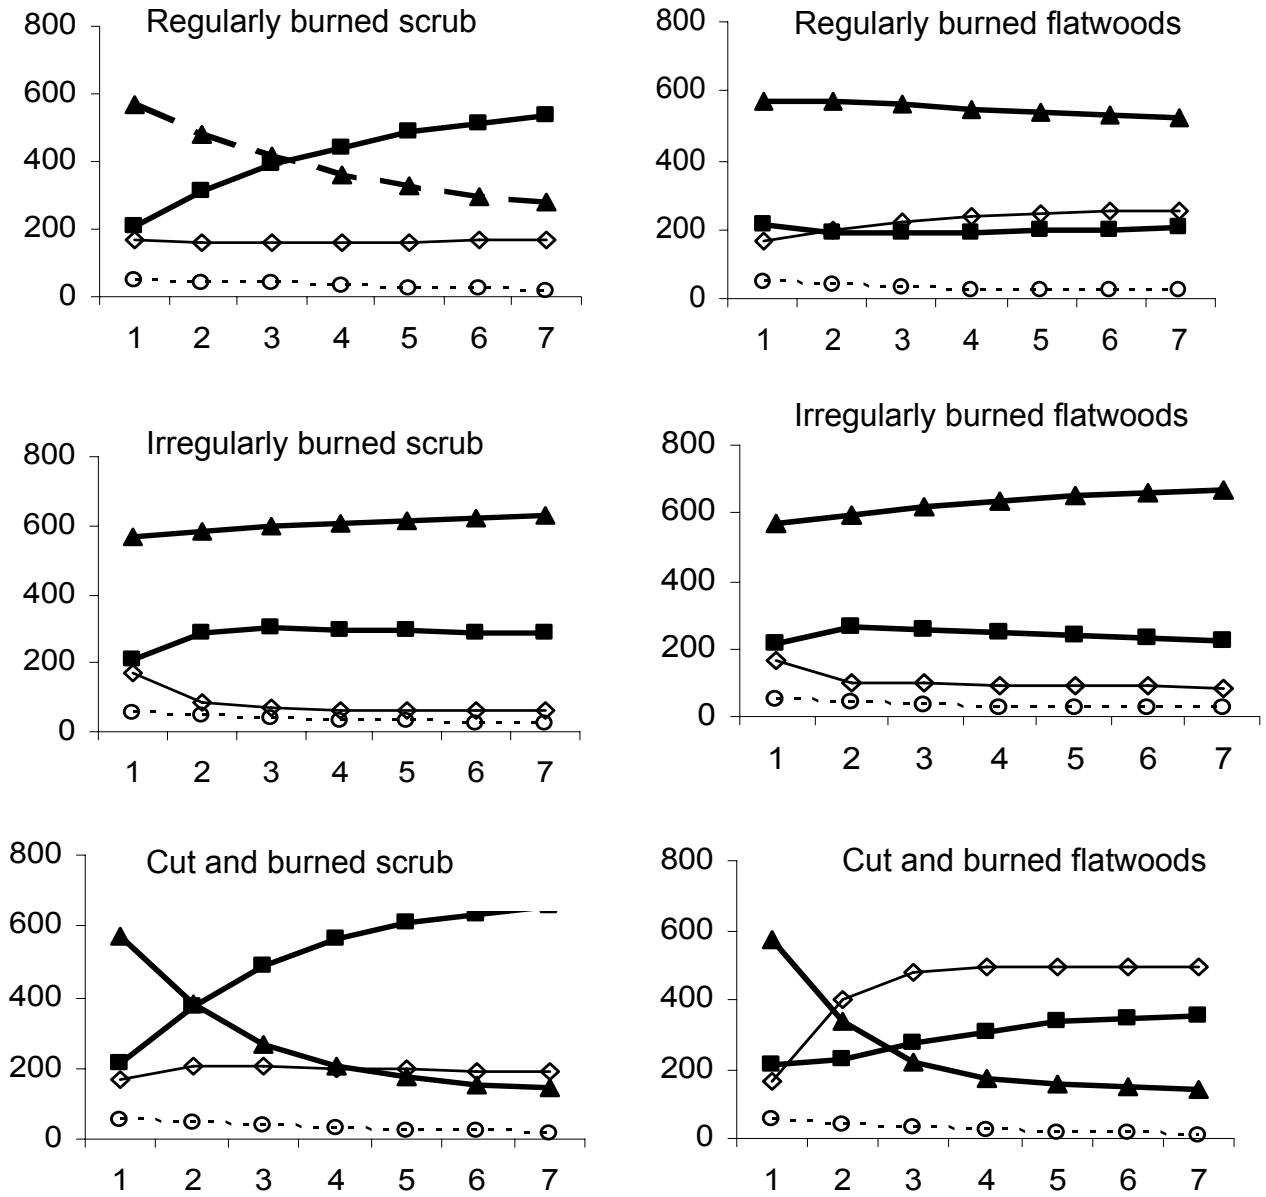 Regularly burned scrub
800
600
400
200
0
1 2 3 4 5 6 7
Regularly burned flatwoods
800
600
400
200
0
1 2 3 4 5 6 7
Irregularly burned scrub
800
600
400
200
0
1 2 3 4 5 6 7
Irregularly burned flatwoods
800
600
400
200
0
1 2 3 4 5 6 7
Cut and burned scrub
800
600
400
200
0
1 2 3 4 5 6 7
Cut and burned flatwoods
800
600
400
200
0
1 2 3 4 5 6 7